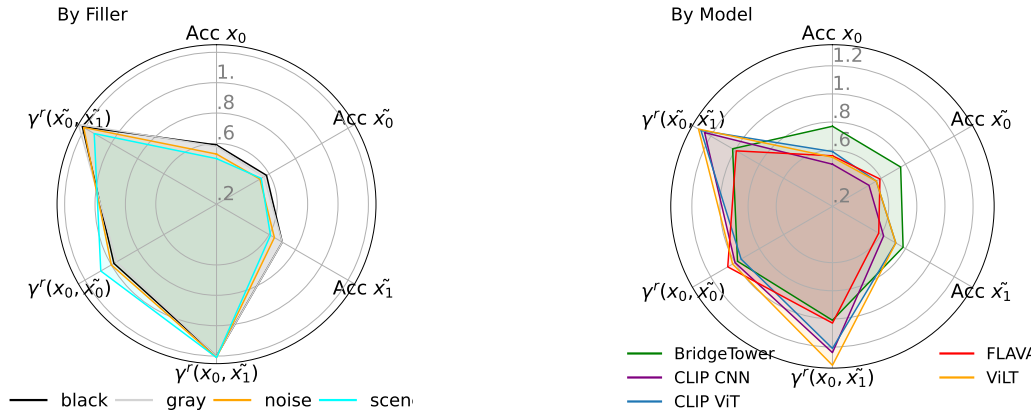 By Filler
Acc x₀
1.
.8
.6
.2
Acc x̃₀
Acc x̃₁
γʳ(x₀, x̃₁)
γʳ(x₀, x̃₀)
γʳ(x̃₀, x̃₁)
black gray noise scen
By Model
Acc x₀
1.2
1.
.8
.6
.2
Acc x̃₀
Acc x̃₁
γʳ(x₀, x̃₁)
γʳ(x₀, x̃₀)
γʳ(x̃₀, x̃₁)
BridgeTower
CLIP CNN
CLIP ViT
FLAVA
ViLT